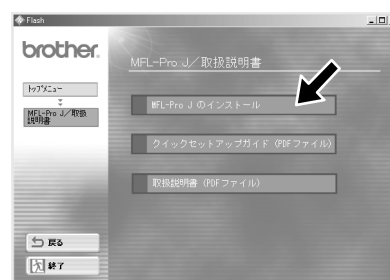 Flash
brother.
MFL-Pro J／取扱説明書
トップメニュー
MFL-Pro J／取扱
説明書
MFL-Pro J のインストール
クイックセットアップガイド (PDFファイル)
取扱説明書 (PDFファイル)
戻る
終了